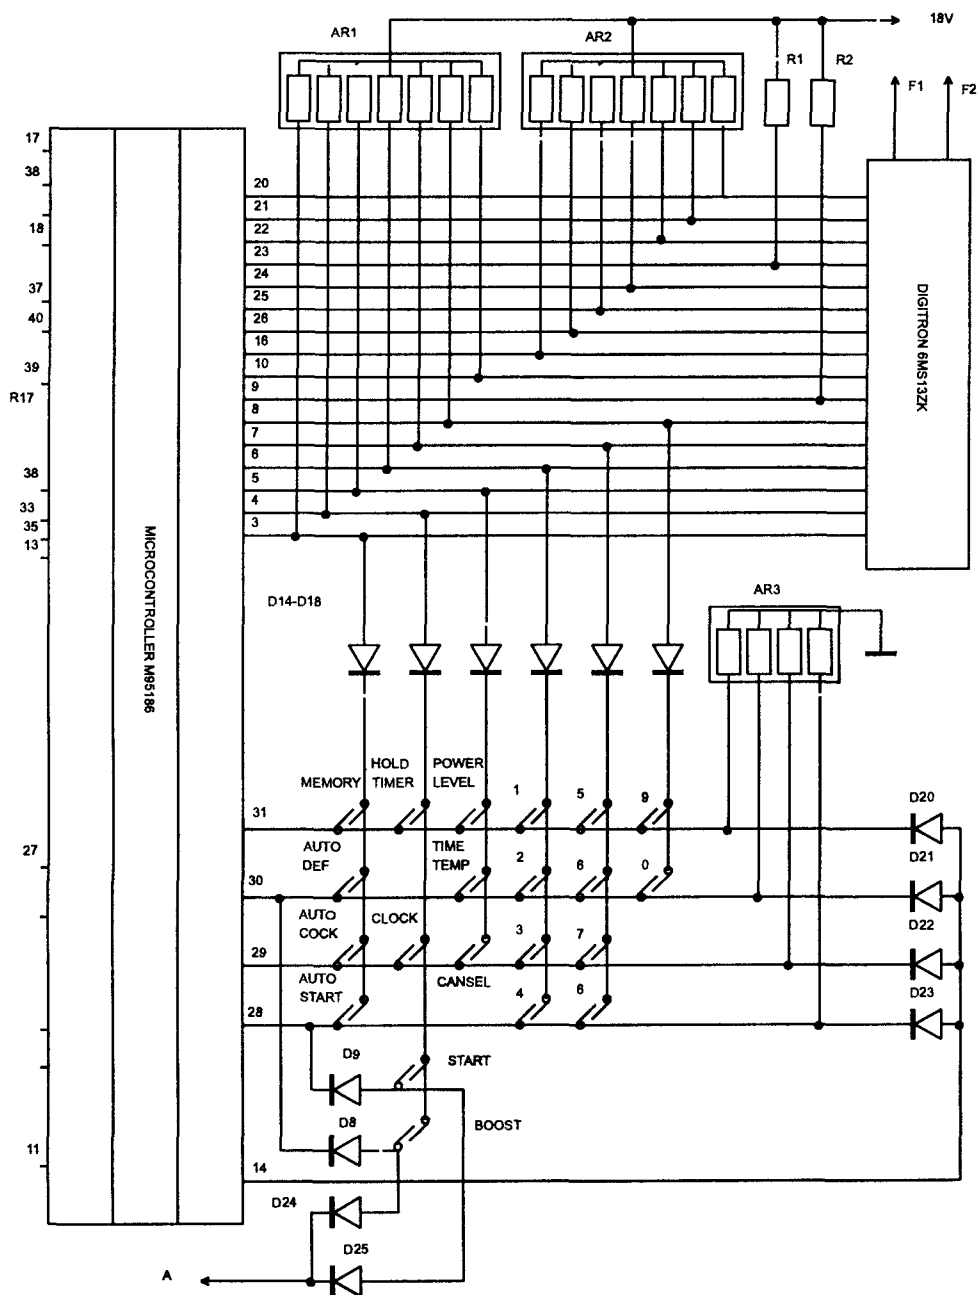 AR1
AR2
18V
R1
R2
F1
F2
17
38
18
37
40
39
R17
38
33
35
13
27
11
20
21
22
23
24
25
26
16
10
9
8
7
6
5
4
3
MICROCONTROLLER M95186
DIGITRON 6MS13ZK
D14-D18
AR3
MEMORY
HOLD
TIMER
POWER
LEVEL
1
5
9
D20
31
AUTO
DEF
TIME
TEMP
2
6
0
D21
30
AUTO
COCK
CLOCK
3
7
D22
29
AUTO
START
CANSEL
4
6
D23
28
D9
START
D8
BOOST
14
D24
D25
A